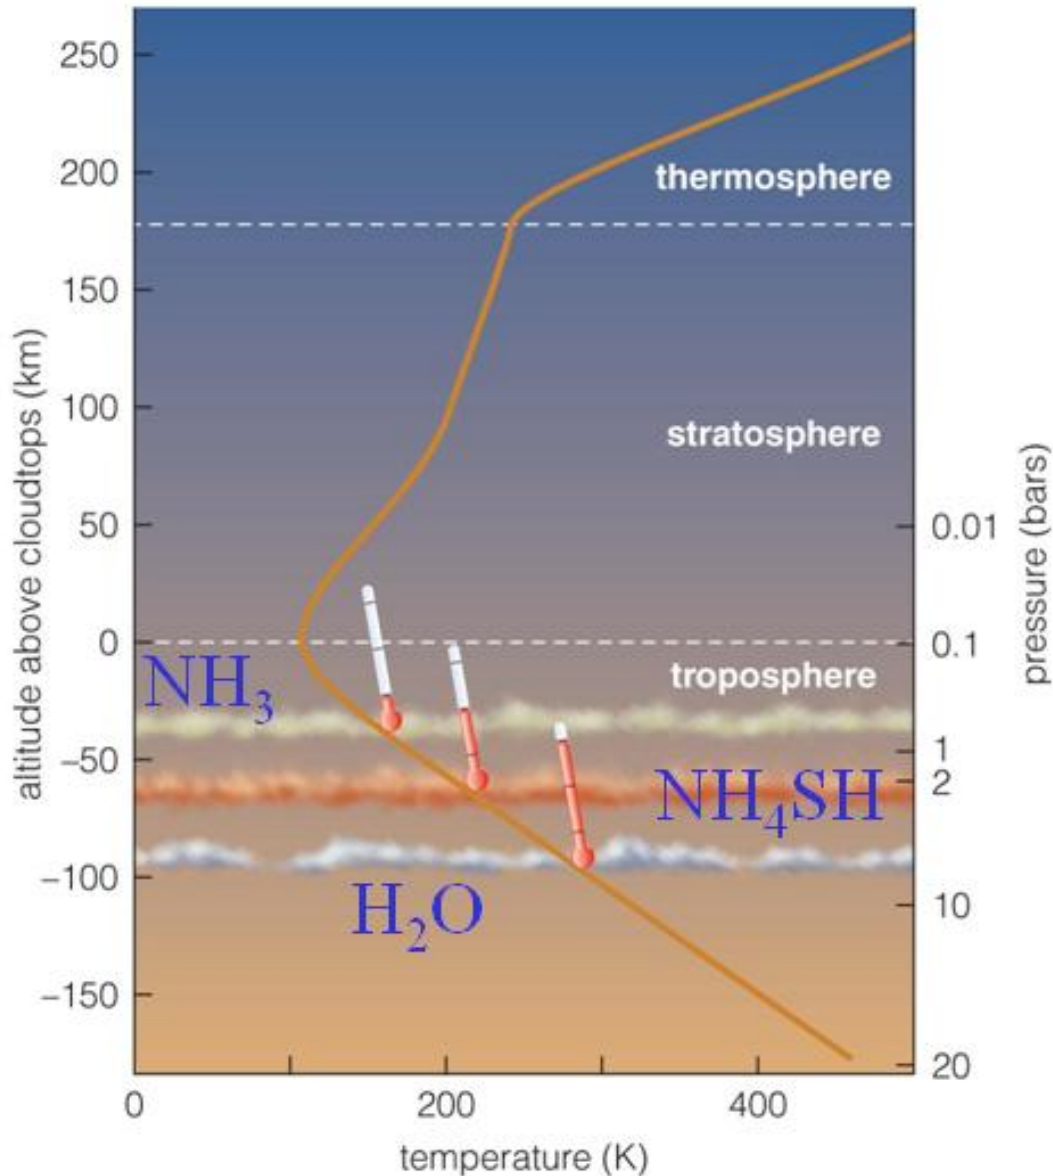 250
200
150
100
50
0
−50
−100
−150
altitude above cloudtops (km)
thermosphere
stratosphere
troposphere
NH₃
NH₄SH
H₂O
0.01
0.1
1
2
10
20
pressure (bars)
0 200 400
temperature (K)